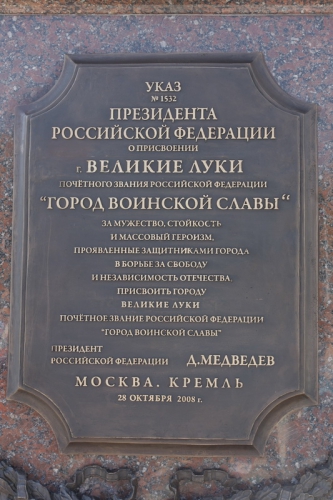 УКАЗ
№ 1532
ПРЕЗИДЕНТА
РОССИЙСКОЙ ФЕДЕРАЦИИ
О ПРИСВОЕНИИ
г. ВЕЛИКИЕ ЛУКИ
ПОЧЁТНОГО ЗВАНИЯ РОССИЙСКОЙ ФЕДЕРАЦИИ
“ГОРОД ВОИНСКОЙ СЛАВЫ“
ЗА МУЖЕСТВО, СТОЙКОСТЬ
И МАССОВЫЙ ГЕРОИЗМ,
ПРОЯВЛЕННЫЕ ЗАЩИТНИКАМИ ГОРОДА
В БОРЬБЕ ЗА СВОБОДУ
И НЕЗАВИСИМОСТЬ ОТЕЧЕСТВА,
ПРИСВОИТЬ ГОРОДУ
ВЕЛИКИЕ ЛУКИ
ПОЧЁТНОЕ ЗВАНИЕ РОССИЙСКОЙ ФЕДЕРАЦИИ
"ГОРОД ВОИНСКОЙ СЛАВЫ"
ПРЕЗИДЕНТ
РОССИЙСКОЙ ФЕДЕРАЦИИ Д.МЕДВЕДЕВ
МОСКВА. КРЕМЛЬ
28 ОКТЯБРЯ 2008 г.